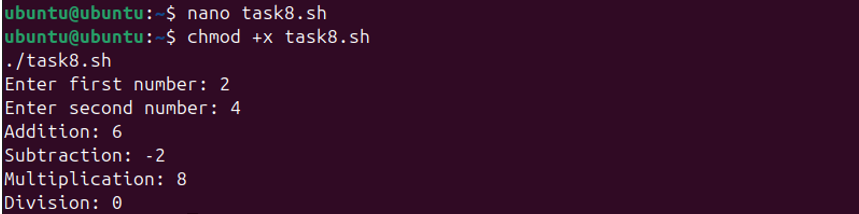 ubuntu@ubuntu:~$ nano task8.sh
ubuntu@ubuntu:~$ chmod +x task8.sh
./task8.sh
Enter first number: 2
Enter second number: 4
Addition: 6
Subtraction: -2
Multiplication: 8
Division: 0